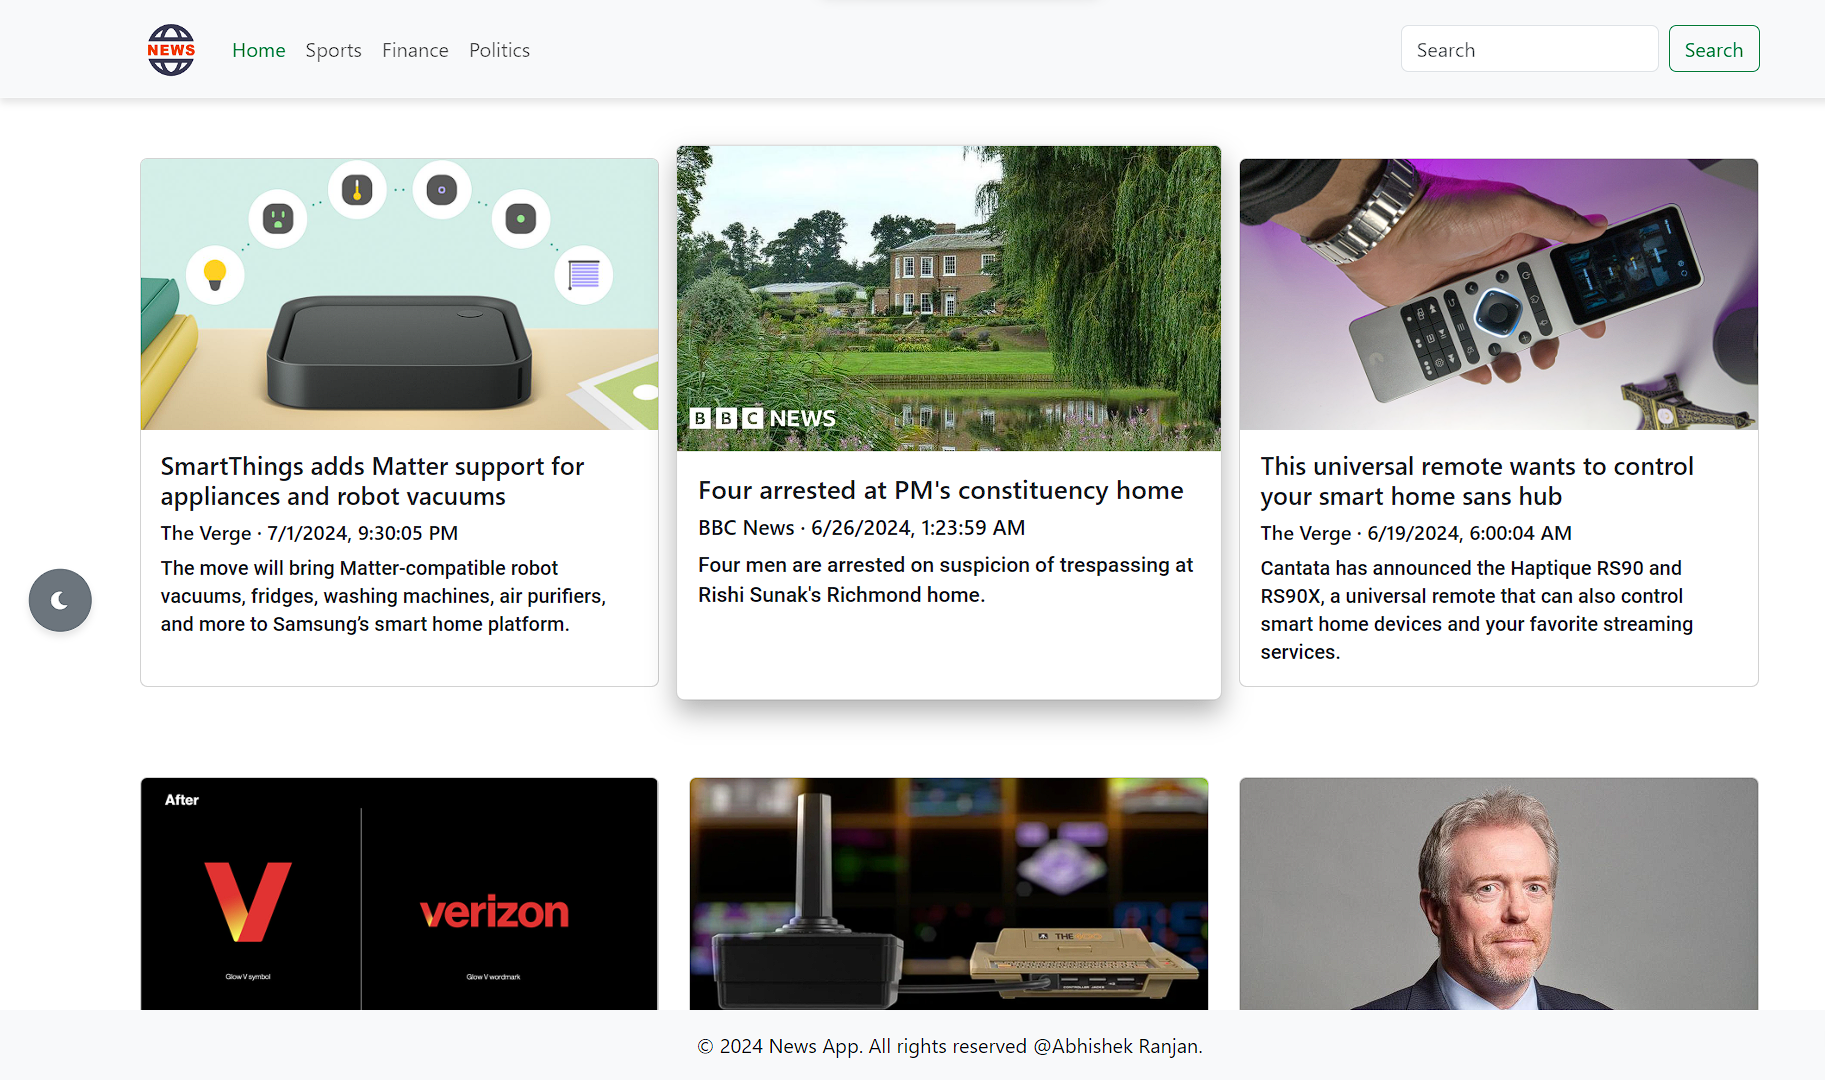 NEWS
Home
Sports
Finance
Politics
Search
Search
SmartThings adds Matter support for
appliances and robot vacuums
The Verge · 7/1/2024, 9:30:05 PM
The move will bring Matter-compatible robot
vacuums, fridges, washing machines, air purifiers,
and more to Samsung’s smart home platform.
BBC NEWS
Four arrested at PM's constituency home
BBC News · 6/26/2024, 1:23:59 AM
Four men are arrested on suspicion of trespassing at
Rishi Sunak's Richmond home.
This universal remote wants to control
your smart home sans hub
The Verge · 6/19/2024, 6:00:04 AM
Cantata has announced the Haptique RS90 and
RS90X, a universal remote that can also control
smart home devices and your favorite streaming
services.
After
V
verizon
Glow V symbol
Glow V wordmark
THE400
CONTROLLER JACKS
© 2024 News App. All rights reserved @Abhishek Ranjan.